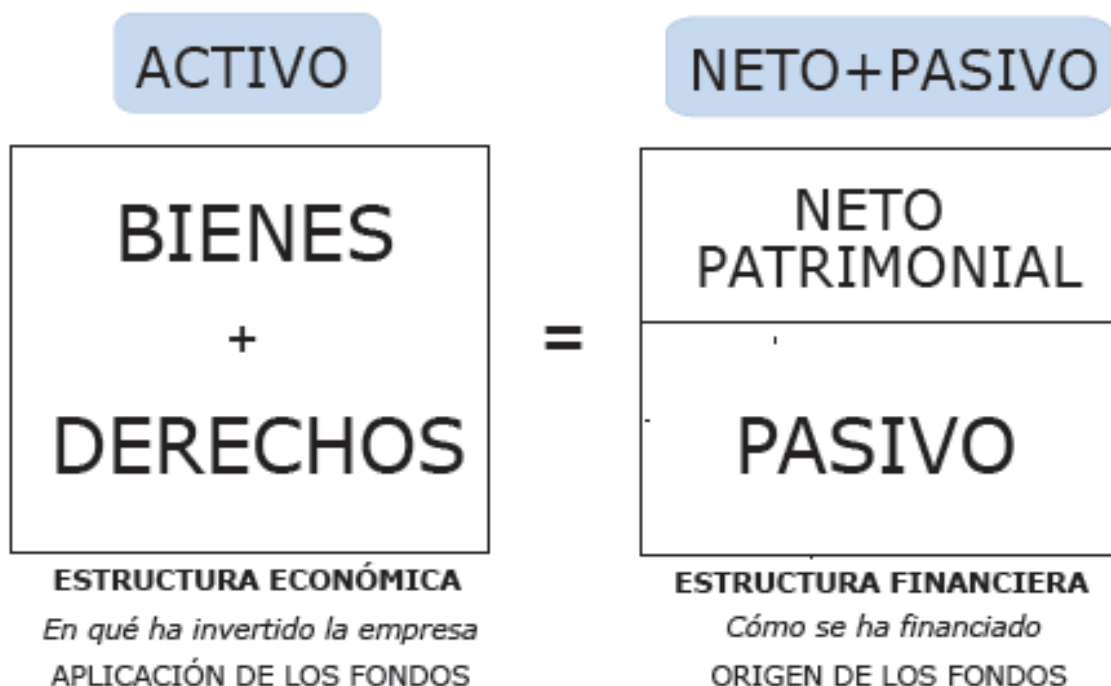 ACTIVO
BIENES
+
DERECHOS
ESTRUCTURA ECONÓMICA
En qué ha invertido la empresa
APLICACIÓN DE LOS FONDOS
=
NETO+PASIVO
NETO
PATRIMONIAL
PASIVO
ESTRUCTURA FINANCIERA
Cómo se ha financiado
ORIGEN DE LOS FONDOS